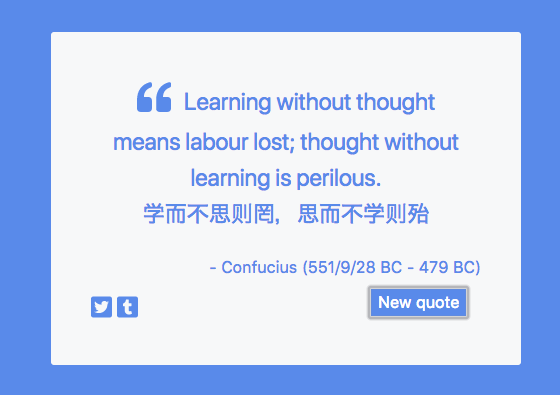 Learning without thought
means labour lost; thought without
learning is perilous.
学而不思则罔，思而不学则殆
- Confucius (551/9/28 BC - 479 BC)
New quote